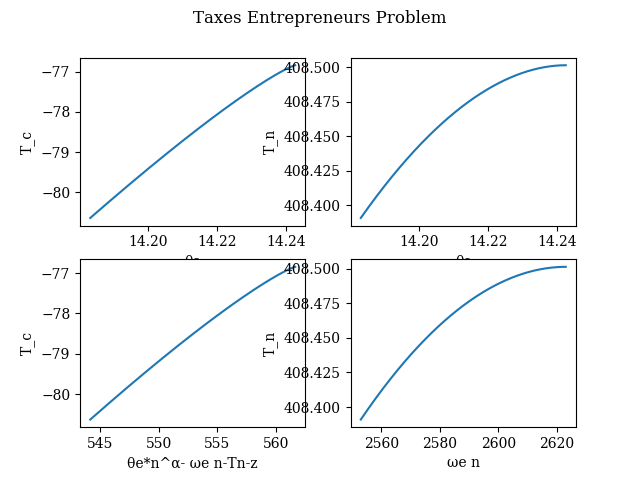 Taxes Entrepreneurs Problem
T_c
−77
−78
−79
−80
14.20 14.22 14.24
T_n
408.500
408.475
408.450
408.425
408.400
14.20 14.22 14.24
T_c
−77
−78
−79
−80
545 550 555 560
θe*n^α- ωe n-Tn-z
T_n
408.500
408.475
408.450
408.425
408.400
2560 2580 2600 2620
ωe n